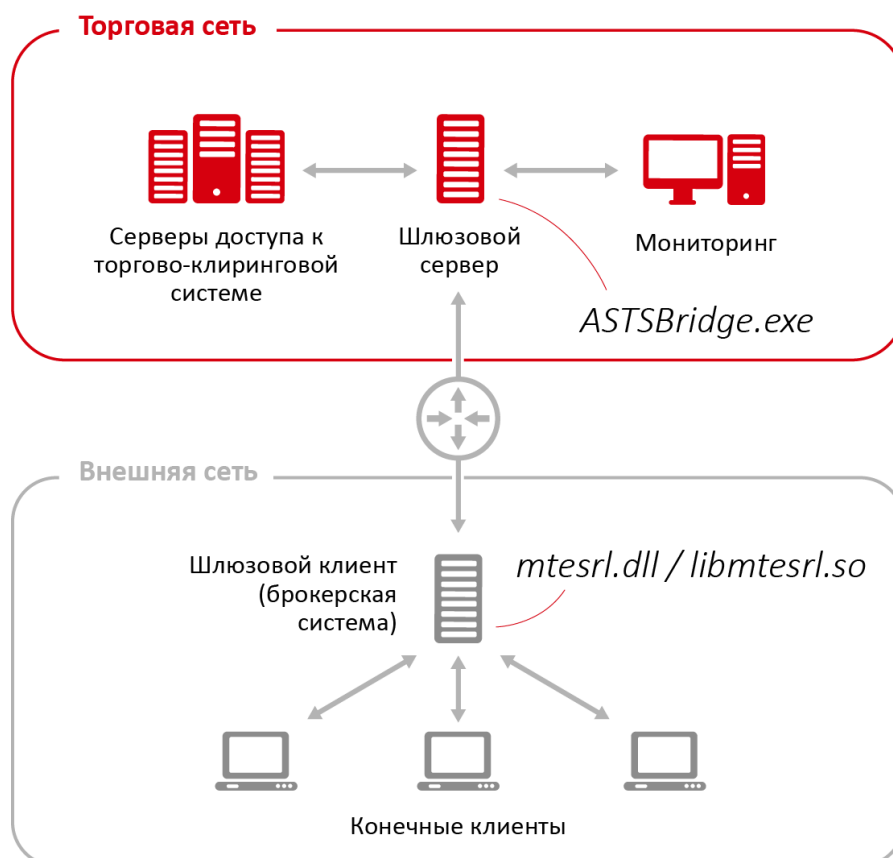 Торговая сеть
Серверы доступа к
торгово-клиринговой
системе
Шлюзовой
сервер
Мониторинг
ASTSBridge.exe
Внешняя сеть
Шлюзовой клиент
(брокерская
система)
mtesrl.dll / libmtesrl.so
Конечные клиенты